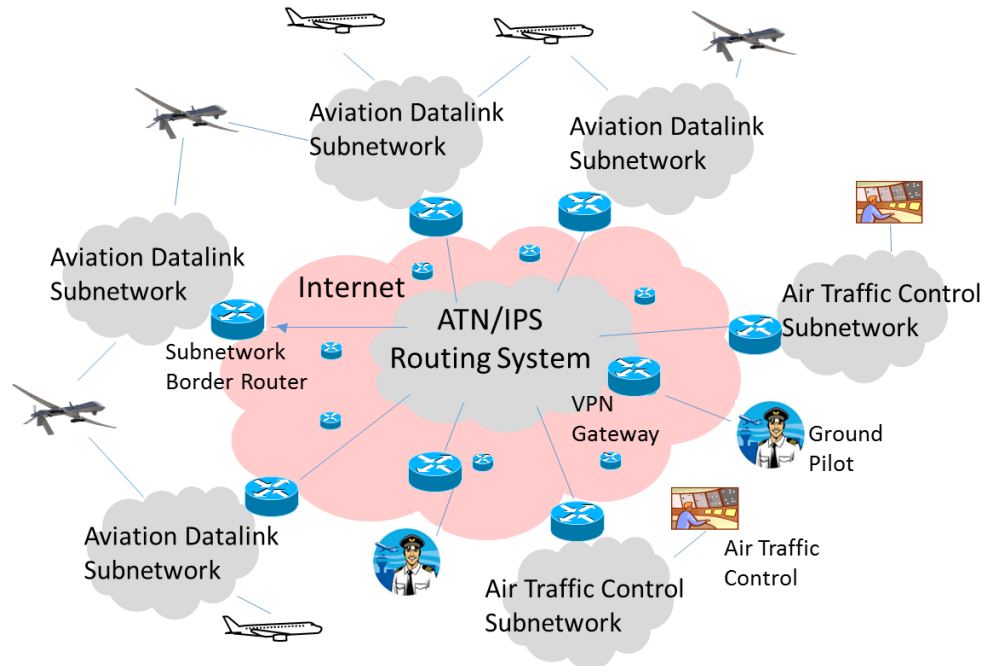 Aviation Datalink
Subnetwork
Aviation Datalink
Subnetwork
Aviation Datalink
Subnetwork
Internet
ATN/IPS
Routing System
Air Traffic Control
Subnetwork
Subnetwork
Border Router
VPN
Gateway
Ground
Pilot
Aviation Datalink
Subnetwork
Air Traffic Control
Subnetwork
Air Traffic
Control